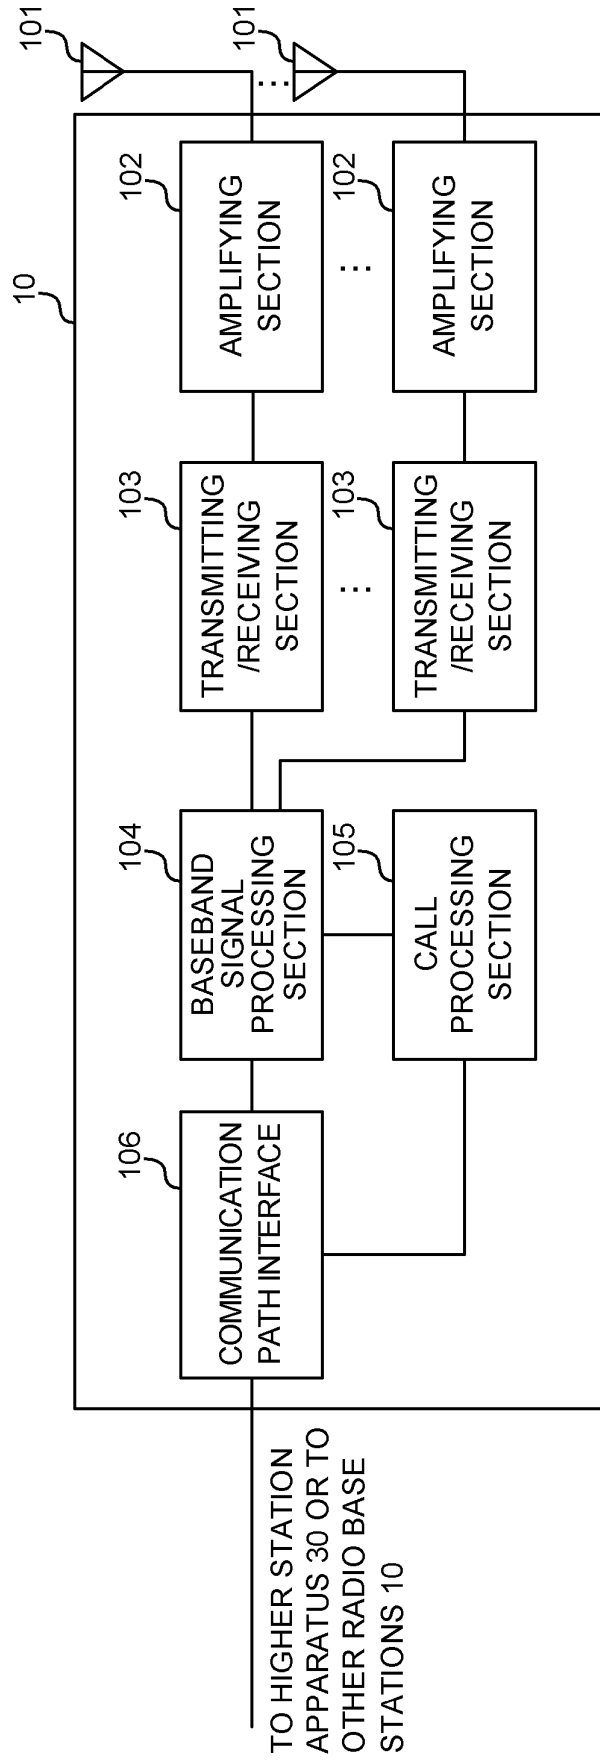 10
101
101
106
COMMUNICATION
PATH INTERFACE
104
BASEBAND
SIGNAL
PROCESSING
SECTION
103
TRANSMITTING
/RECEIVING
SECTION
102
AMPLIFYING
SECTION
...
...
...
105
CALL
PROCESSING
SECTION
103
TRANSMITTING
/RECEIVING
SECTION
102
AMPLIFYING
SECTION
TO HIGHER STATION
APPARATUS 30 OR TO
OTHER RADIO BASE
STATIONS 10